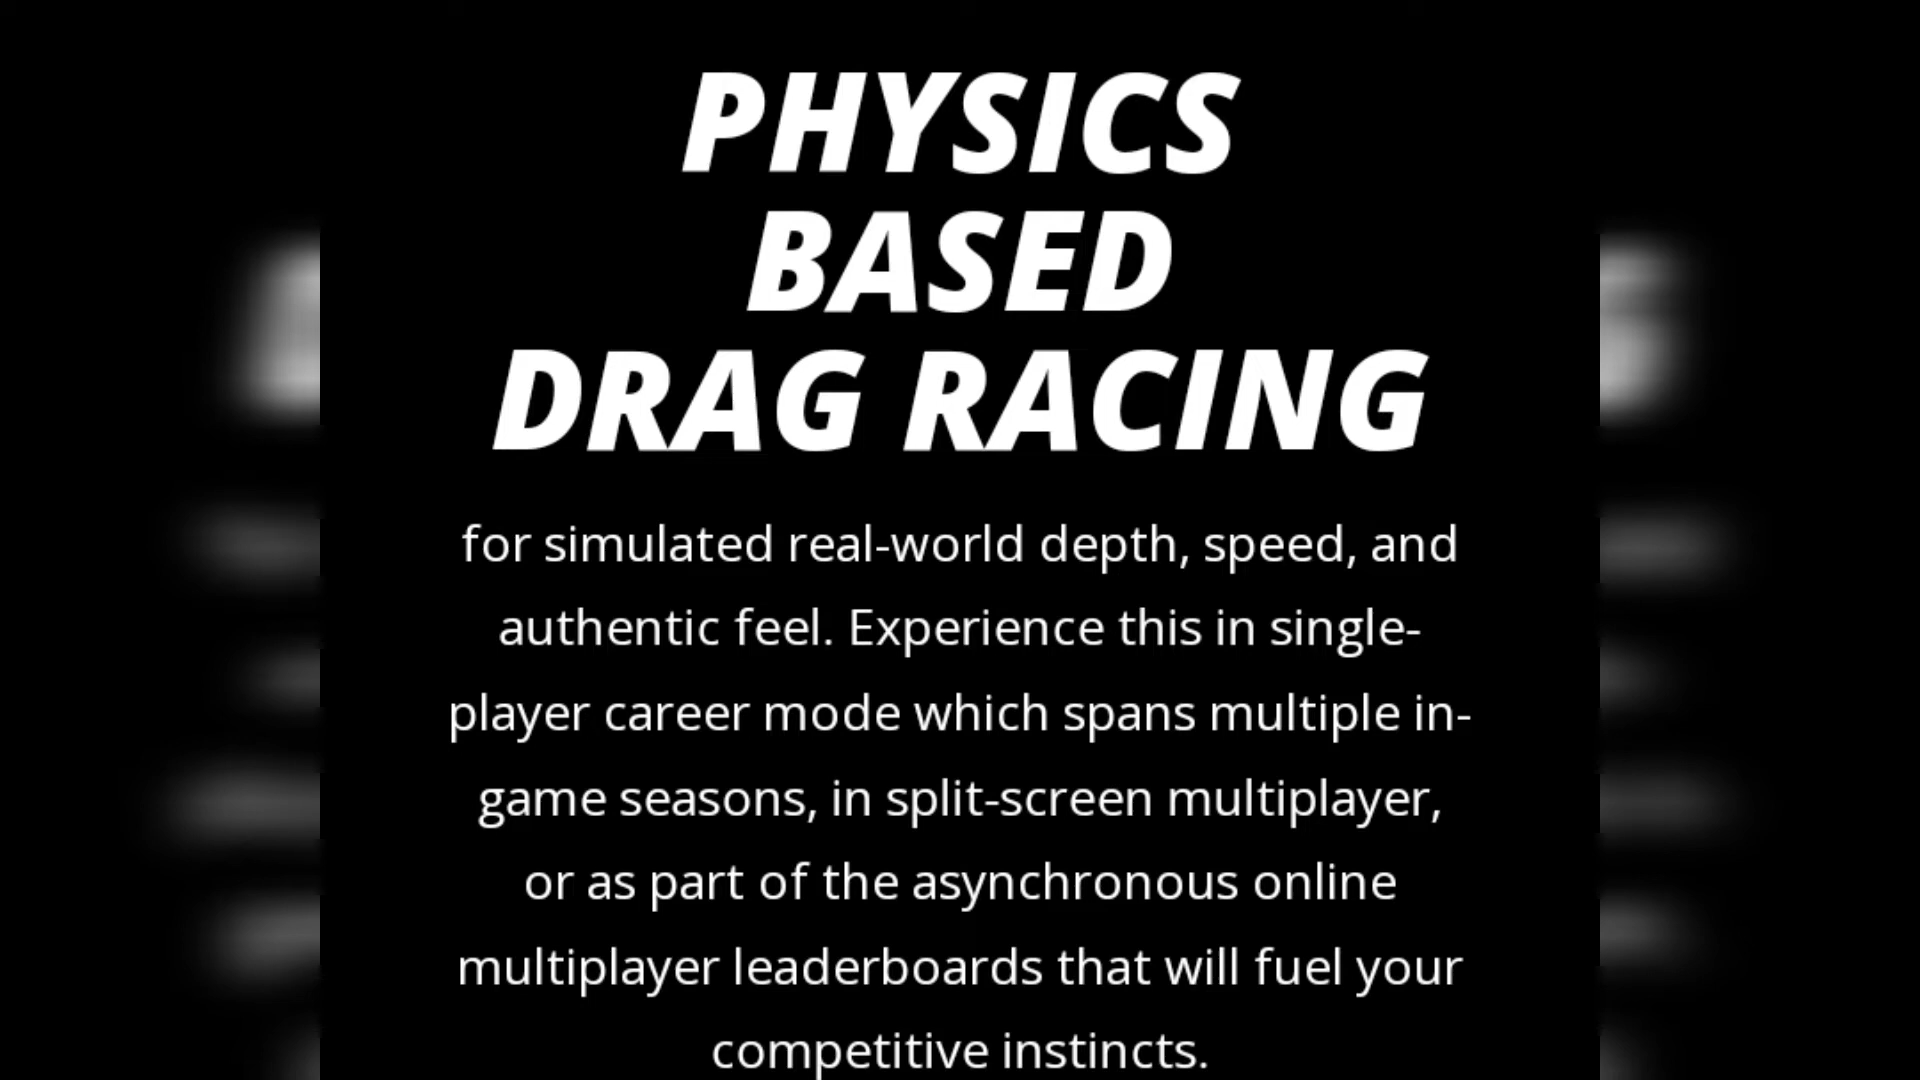 PHYSICS
BASED
DRAG RACING
for simulated real-world depth, speed, and
authentic feel. Experience this in single-
player career mode which spans multiple in-
game seasons, in split-screen multiplayer,
or as part of the asynchronous online
multiplayer leaderboards that will fuel your
competitive instincts.